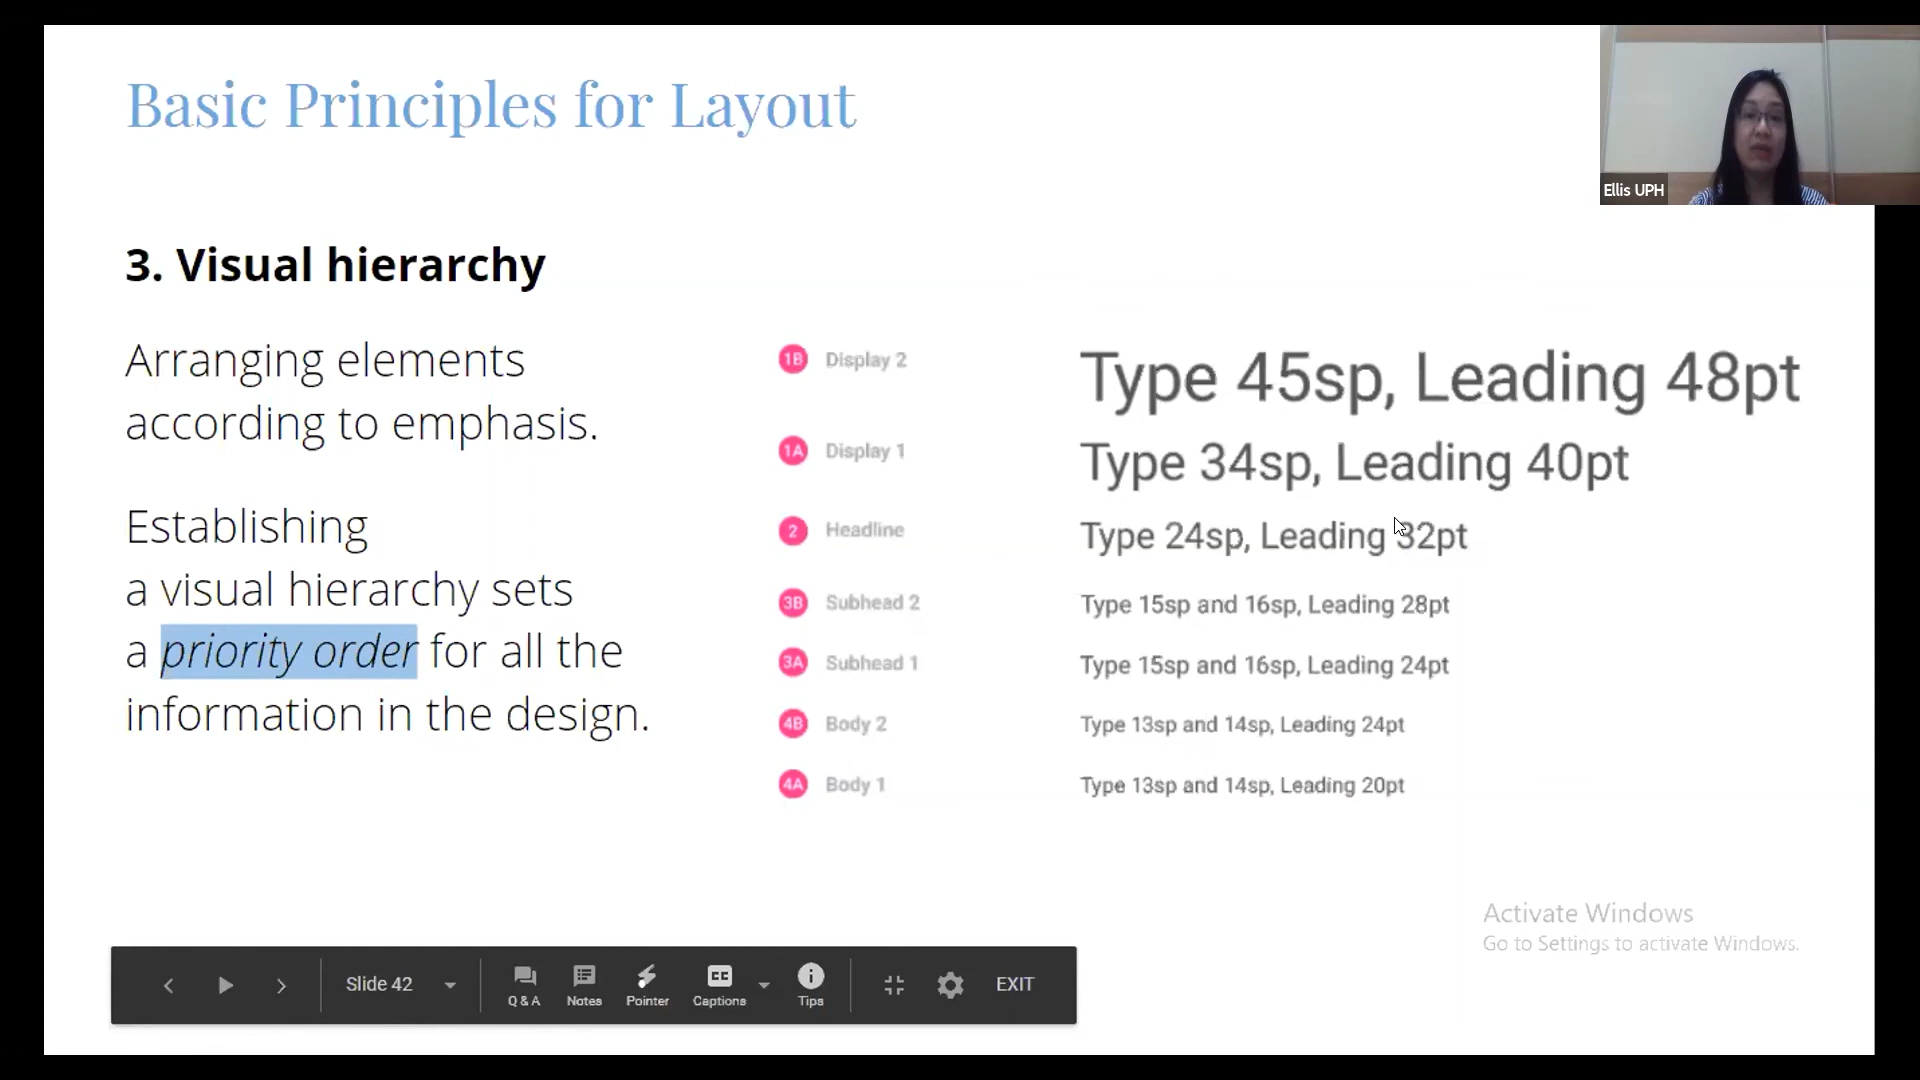 Basic Principles for Layout
Ellis UPH
3. Visual hierarchy
Arranging elements
according to emphasis.
Establishing
a visual hierarchy sets
a priority order for all the
information in the design.
1B Display 2 Type 45sp, Leading 48pt
1A Display 1 Type 34sp, Leading 40pt
2 Headline Type 24sp, Leading 32pt
3B Subhead 2 Type 15sp and 16sp, Leading 28pt
3A Subhead 1 Type 15sp and 16sp, Leading 24pt
4B Body 2 Type 13sp and 14sp, Leading 24pt
4A Body 1 Type 13sp and 14sp, Leading 20pt
Activate Windows
Go to Settings to activate Windows.
Slide 42 Q & A Notes Pointer CC Captions Tips EXIT